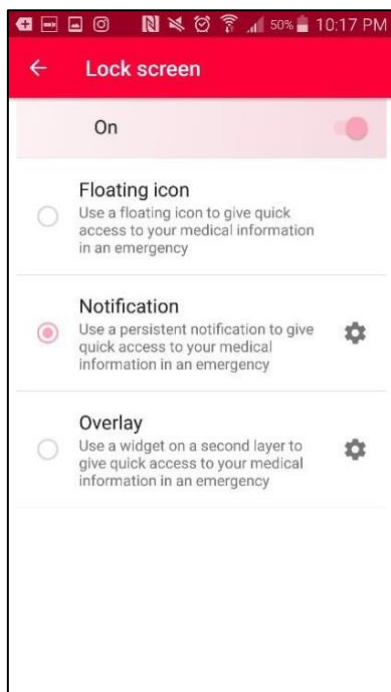 50% 10:17 PM
Lock screen
On
Floating icon
Use a floating icon to give quick
access to your medical information
in an emergency
Notification
Use a persistent notification to give
quick access to your medical
information in an emergency
Overlay
Use a widget on a second layer to
give quick access to your medical
information in an emergency